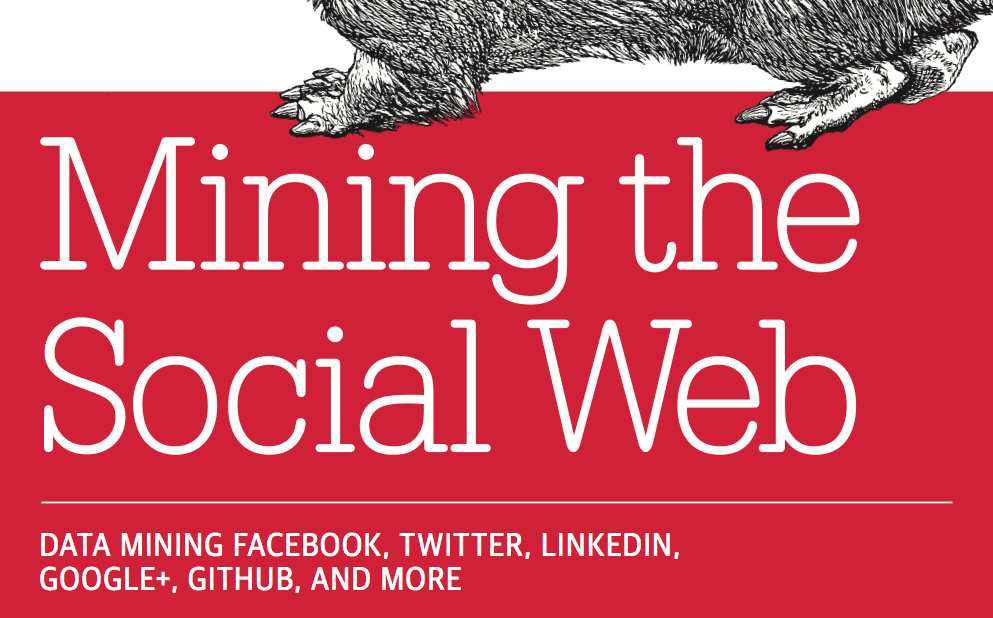 Mining the
Social Web
DATA MINING FACEBOOK, TWITTER, LINKEDIN,
GOOGLE+, GITHUB, AND MORE